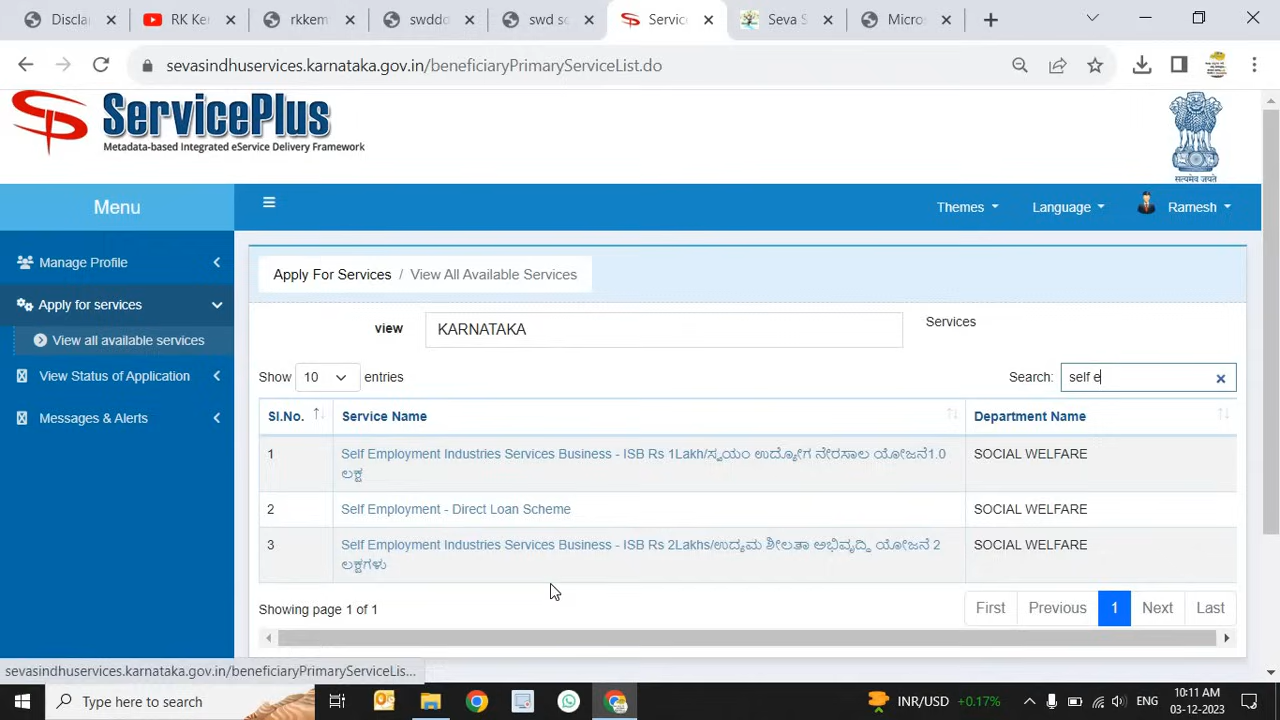 Disclai
RK Ker
rkkem
swddd
swd sc
Servic
Seva S
Micros
sevasindhuservices.karnataka.gov.in/beneficiaryPrimaryServiceList.do
ServicePlus
Metadata-based Integrated eService Delivery Framework
सत्यमेव जयते
Menu
Themes
Language
Ramesh
Manage Profile
Apply for services
View all available services
View Status of Application
Messages & Alerts
Apply For Services / View All Available Services
view
KARNATAKA
Services
Show 10 entries
Search: self e
Sl.No.
Service Name
Department Name
1
Self Employment Industries Services Business - ISB Rs 1Lakh/ಸ್ವಯಂ ಉದ್ಯೋಗ ನೇರಸಾಲ ಯೋಜನೆ1.0
ಲಕ್ಷ
SOCIAL WELFARE
2
Self Employment - Direct Loan Scheme
SOCIAL WELFARE
3
Self Employment Industries Services Business - ISB Rs 2Lakhs/ಉದ್ಯಮ ಶೀಲತಾ ಅಭಿವೃದ್ಧಿ ಯೋಜನೆ 2
ಲಕ್ಷಗಳು
SOCIAL WELFARE
Showing page 1 of 1
First
Previous
1
Next
Last
sevasindhuservices.karnataka.gov.in/beneficiaryPrimaryServiceLis...
Type here to search
INR/USD +0.17%
ENG
10:11 AM
03-12-2023